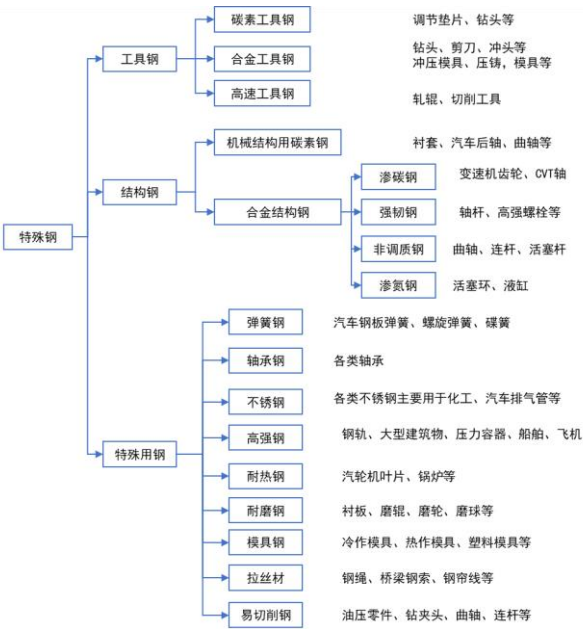 碳素工具钢 调节垫片、钻头等
工具钢 合金工具钢 钻头、剪刀、冲头等
冲压模具、压铸，模具等
高速工具钢 轧辊、切削工具
机械结构用碳素钢 衬套、汽车后轴、曲轴等
渗碳钢 变速机齿轮、CVT轴
结构钢
合金结构钢 强韧钢 轴杆、高强螺栓等
特殊钢
非调质钢 曲轴、连杆、活塞杆
渗氮钢 活塞环、液缸
弹簧钢 汽车钢板弹簧、螺旋弹簧、碟簧
轴承钢 各类轴承
不锈钢 各类不锈钢主要用于化工、汽车排气管等
高强钢 钢轨、大型建筑物、压力容器、船舶、飞机
特殊用钢
耐热钢 汽轮机叶片、锅炉等
耐磨钢 衬板、磨辊、磨轮、磨球等
模具钢 冷作模具、热作模具、塑料模具等
拉丝材 钢绳、桥梁钢索、钢帘线等
易切削钢 油压零件、钻夹头、曲轴、连杆等